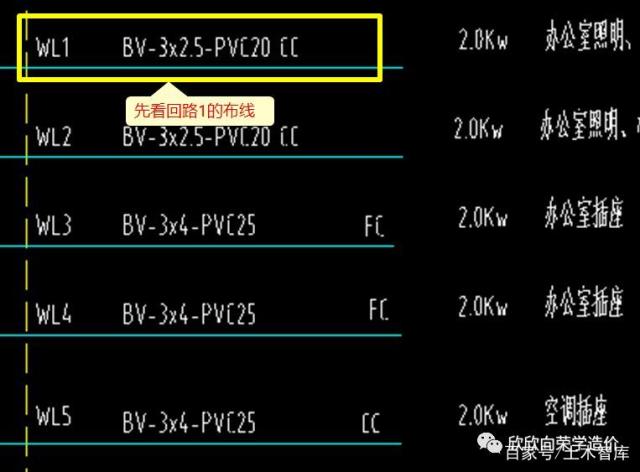 WL1 BV-3x2.5-PVC20 CC 2.0Kw 办公室照明、
先看回路1的布线
WL2 BV-3x2.5-PVC20 CC 2.0Kw 办公室照明、
WL3 BV-3x4-PVC25 FC 2.0Kw 办公室插座
WL4 BV-3x4-PVC25 FC 2.0Kw 办公室插座
WL5 BV-3x4-PVC25 CC 2.0Kw 空调插座
欣欣向荣学造价
百家号/土木智库